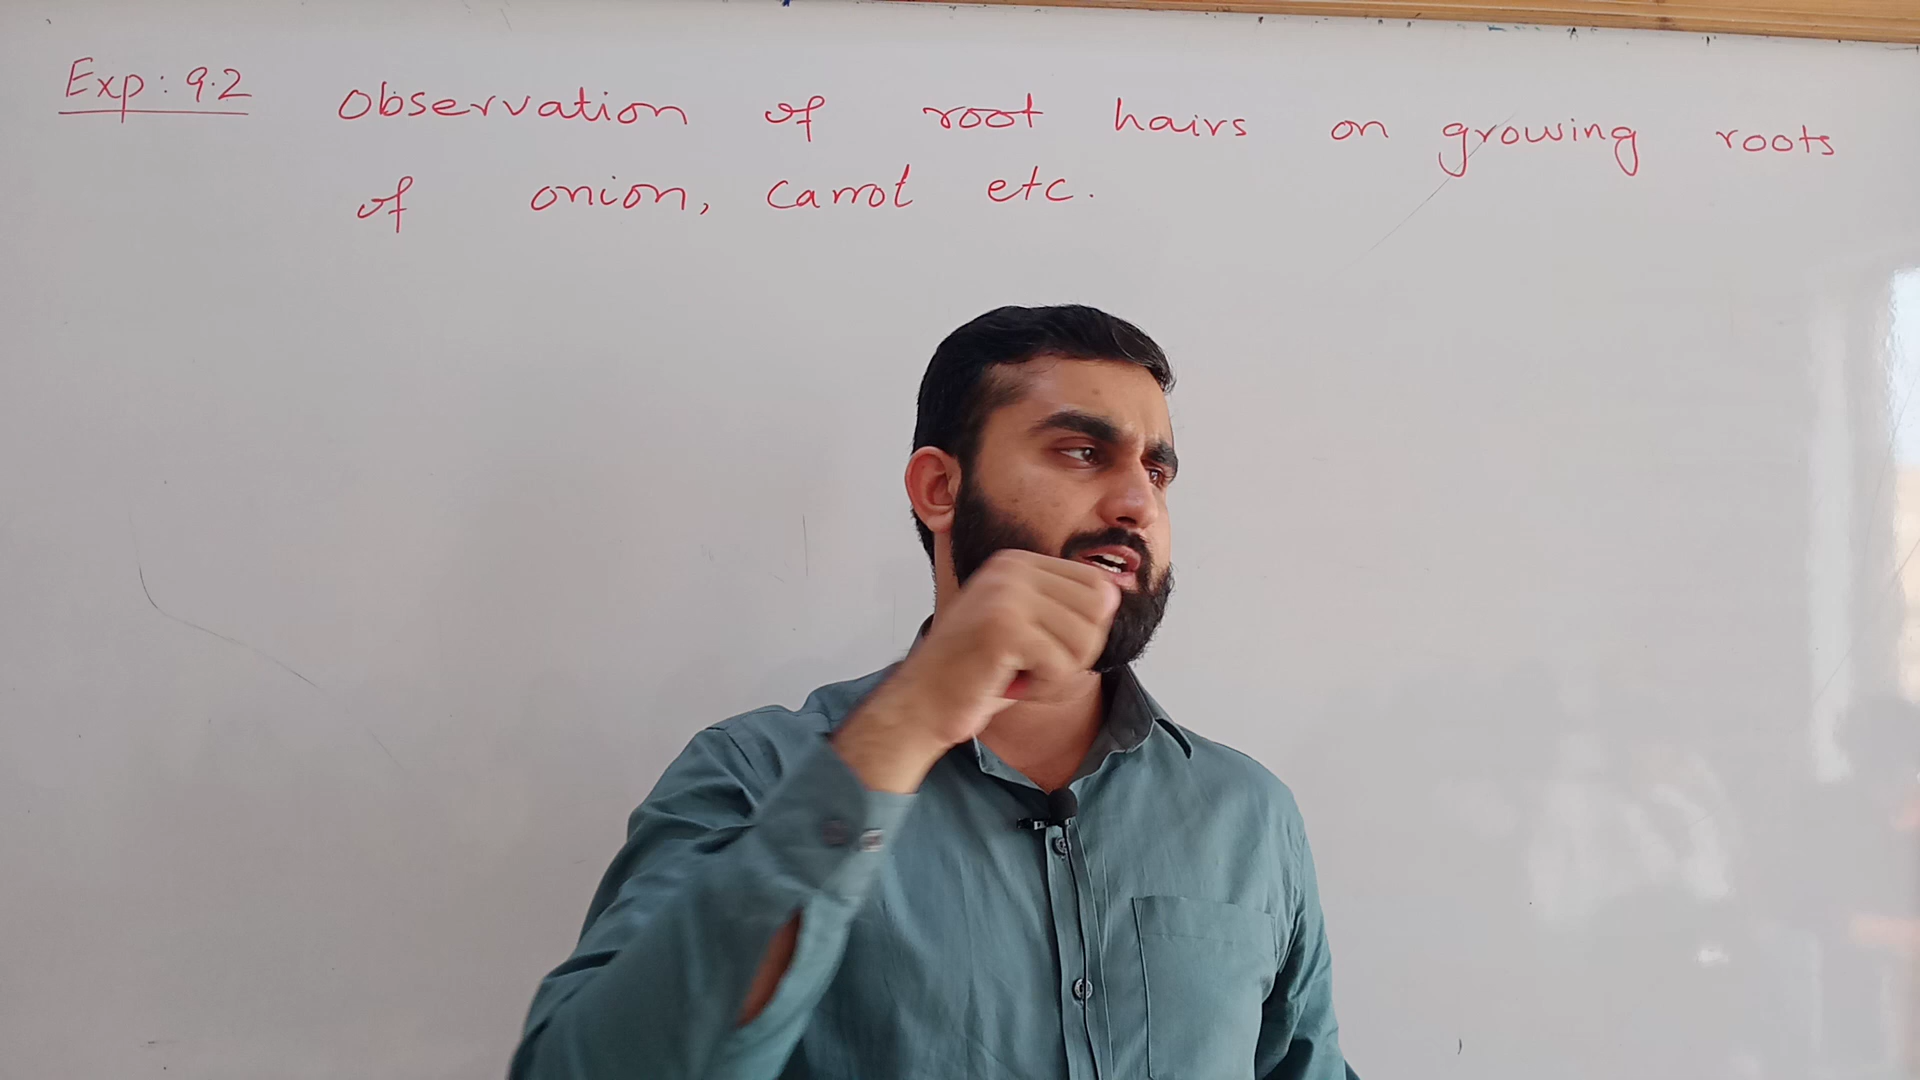 Exp: 9.2 Observation of root hairs on growing roots
of onion, carrot etc.